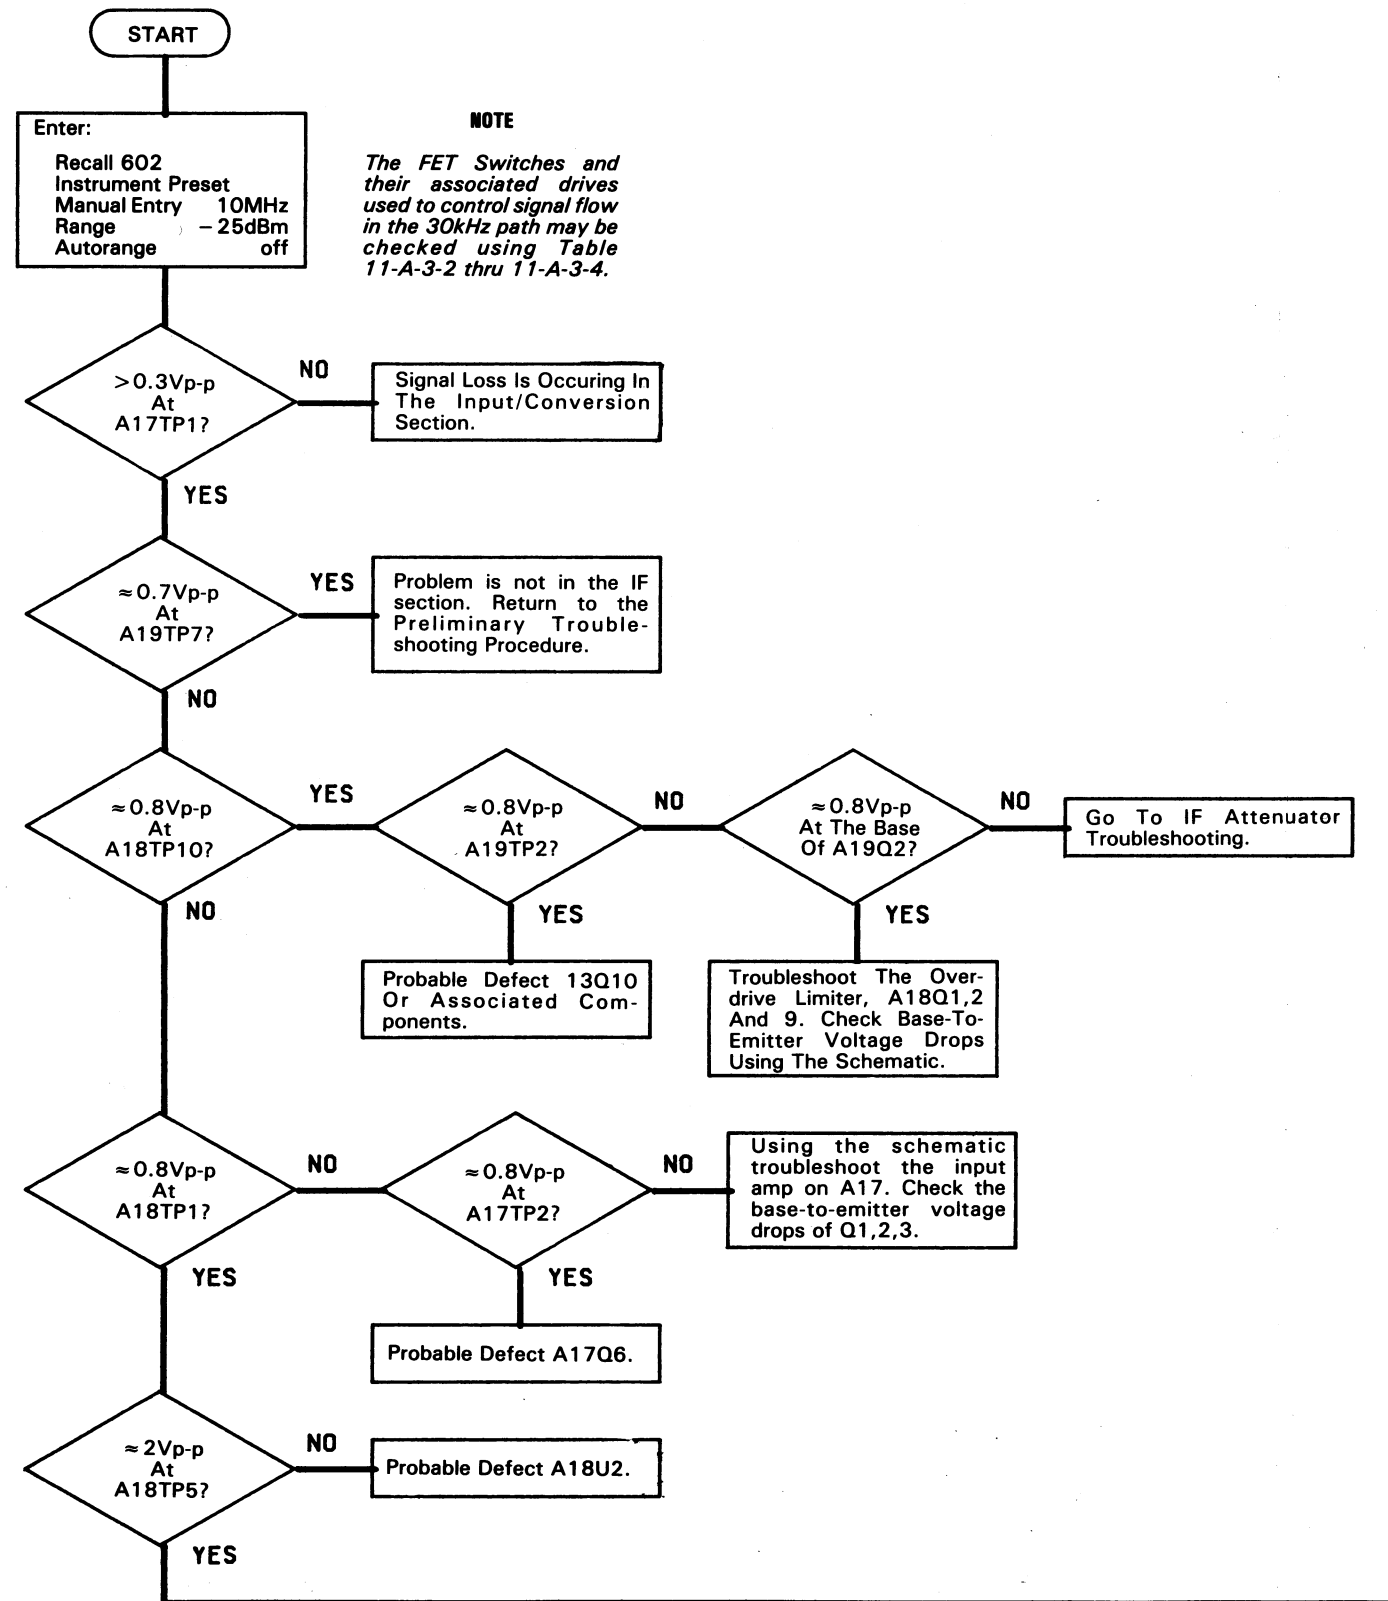 START
Enter:
Recall 602
Instrument Preset
Manual Entry 10MHz
Range –25dBm
Autorange off
NOTE
The FET Switches and
their associated drives
used to control signal flow
in the 30kHz path may be
checked using Table
11-A-3-2 thru 11-A-3-4.
>0.3Vp-p
At
A17TP1?
NO
Signal Loss Is Occuring In
The Input/Conversion
Section.
YES
≈0.7Vp-p
At
A19TP7?
YES
Problem is not in the IF
section. Return to the
Preliminary Trouble-
shooting Procedure.
NO
≈0.8Vp-p
At
A18TP10?
YES
≈0.8Vp-p
At
A19TP2?
NO
≈0.8Vp-p
At The Base
Of A19Q2?
NO
Go To IF Attenuator
Troubleshooting.
NO
YES
YES
Probable Defect 13Q10
Or Associated Com-
ponents.
Troubleshoot The Over-
drive Limiter, A18Q1,2
And 9. Check Base-To-
Emitter Voltage Drops
Using The Schematic.
≈0.8Vp-p
At
A18TP1?
NO
≈0.8Vp-p
At
A17TP2?
NO
Using the schematic
troubleshoot the input
amp on A17. Check the
base-to-emitter voltage
drops of Q1,2,3.
YES
YES
Probable Defect A17Q6.
≈2Vp-p
At
A18TP5?
NO
Probable Defect A18U2.
YES